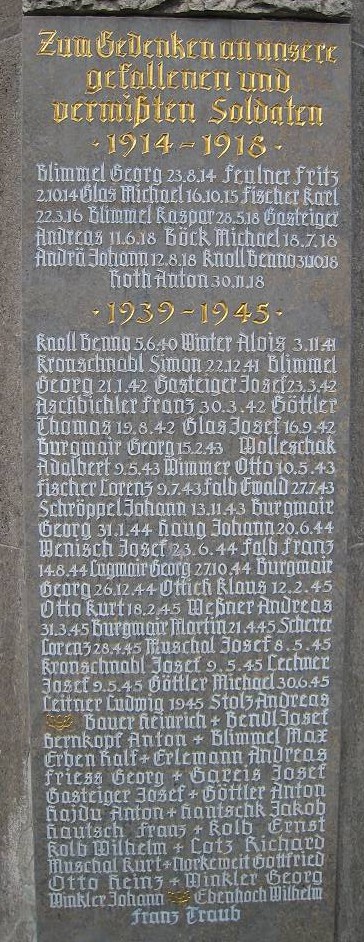 Zum Gedenken an unsere
gefallenen und
vermißten Soldaten
·1914-1918·
Blimmel Georg 23.8.14 Feulner Fritz
2.10.14 Glas Michael 16.10.15 Fischer Karl
22.3.16 Blimmel Kaspar 28.5.18 Gasteiger
Andreas 11.6.18 Böck Michael 18.7.18
Andrä Johann 12.8.18 Knoll Benno 31.10.18
Roth Anton 30.11.18
·1939-1945·
Knoll Benno 5.6.40 Winter Alois 3.11.41
Kronschnabl Simon 22.12.41 Blimmel
Georg 21.1.42 Gasteiger Josef 23.3.42
Aschbichler Franz 30.3.42 Göttler
Thomas 19.8.42 Glas Josef 16.9.42
Burgmair Georg 15.2.43 Wolleschak
Adalbert 9.5.43 Wimmer Otto 10.5.43
Fischer Lorenz 9.7.43 Falb Ewald 27.7.43
Schröppel Johann 13.11.43 Burgmair
Georg 31.1.44 Haug Johann 20.6.44
Wenisch Josef 23.6.44 Falb Franz
14.8.44 Lugmair Georg 27.10.44 Burgmair
Georg 26.12.44 Ottich Klaus 12.2.45
Otto Kurt 18.2.45 Weßner Andreas
31.3.45 Burgmair Martin 21.4.45 Scherer
Lorenz 28.4.45 Muschal Josef 8.5.45
Kronschnabl Josef 9.5.45 Lechner
Josef 9.5.45 Göttler Michael 30.6.45
Leitner Ludwig 1945 Stolz Andreas
Bauer Heinrich + Bendl Josef
Bernkopf Anton + Blimmel Max
Erben Ralf + Erlemann Andreas
Friess Georg + Gareis Josef
Gasteiger Josef + Göttler Anton
Hajdu Anton + Hantschk Jakob
Hautsch Franz + Kolb Ernst
Kolb Wilhelm + Lotz Richard
Muschal Kurt + Norkeweit Gottfried
Otto Heinz + Winkler Georg
Winkler Johann Ebenhoch Wilhelm
Franz Traub